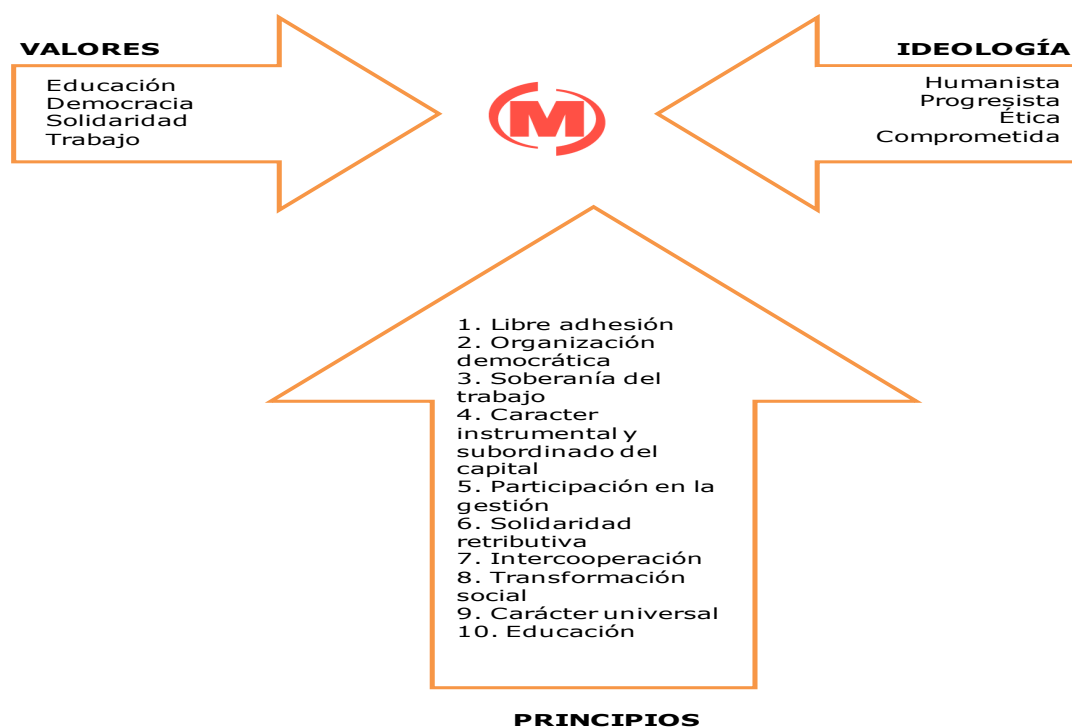 VALORES
Educación
Democracia
Solidaridad
Trabajo
IDEOLOGÍA
Humanista
Progresista
Ética
Comprometida
M
1. Libre adhesión
2. Organización
democrática
3. Soberanía del
trabajo
4. Caracter
instrumental y
subordinado del
capital
5. Participación en la
gestión
6. Solidaridad
retributiva
7. Intercooperación
8. Transformación
social
9. Carácter universal
10. Educación
PRINCIPIOS